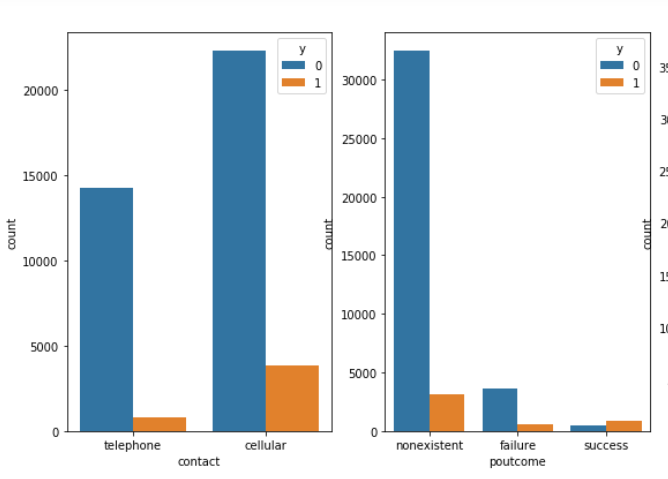 y
0
1
20000
15000
10000
5000
0
count
telephone
cellular
contact
y
0
1
30000
25000
20000
15000
10000
5000
0
count
nonexistent
failure
success
poutcome
count